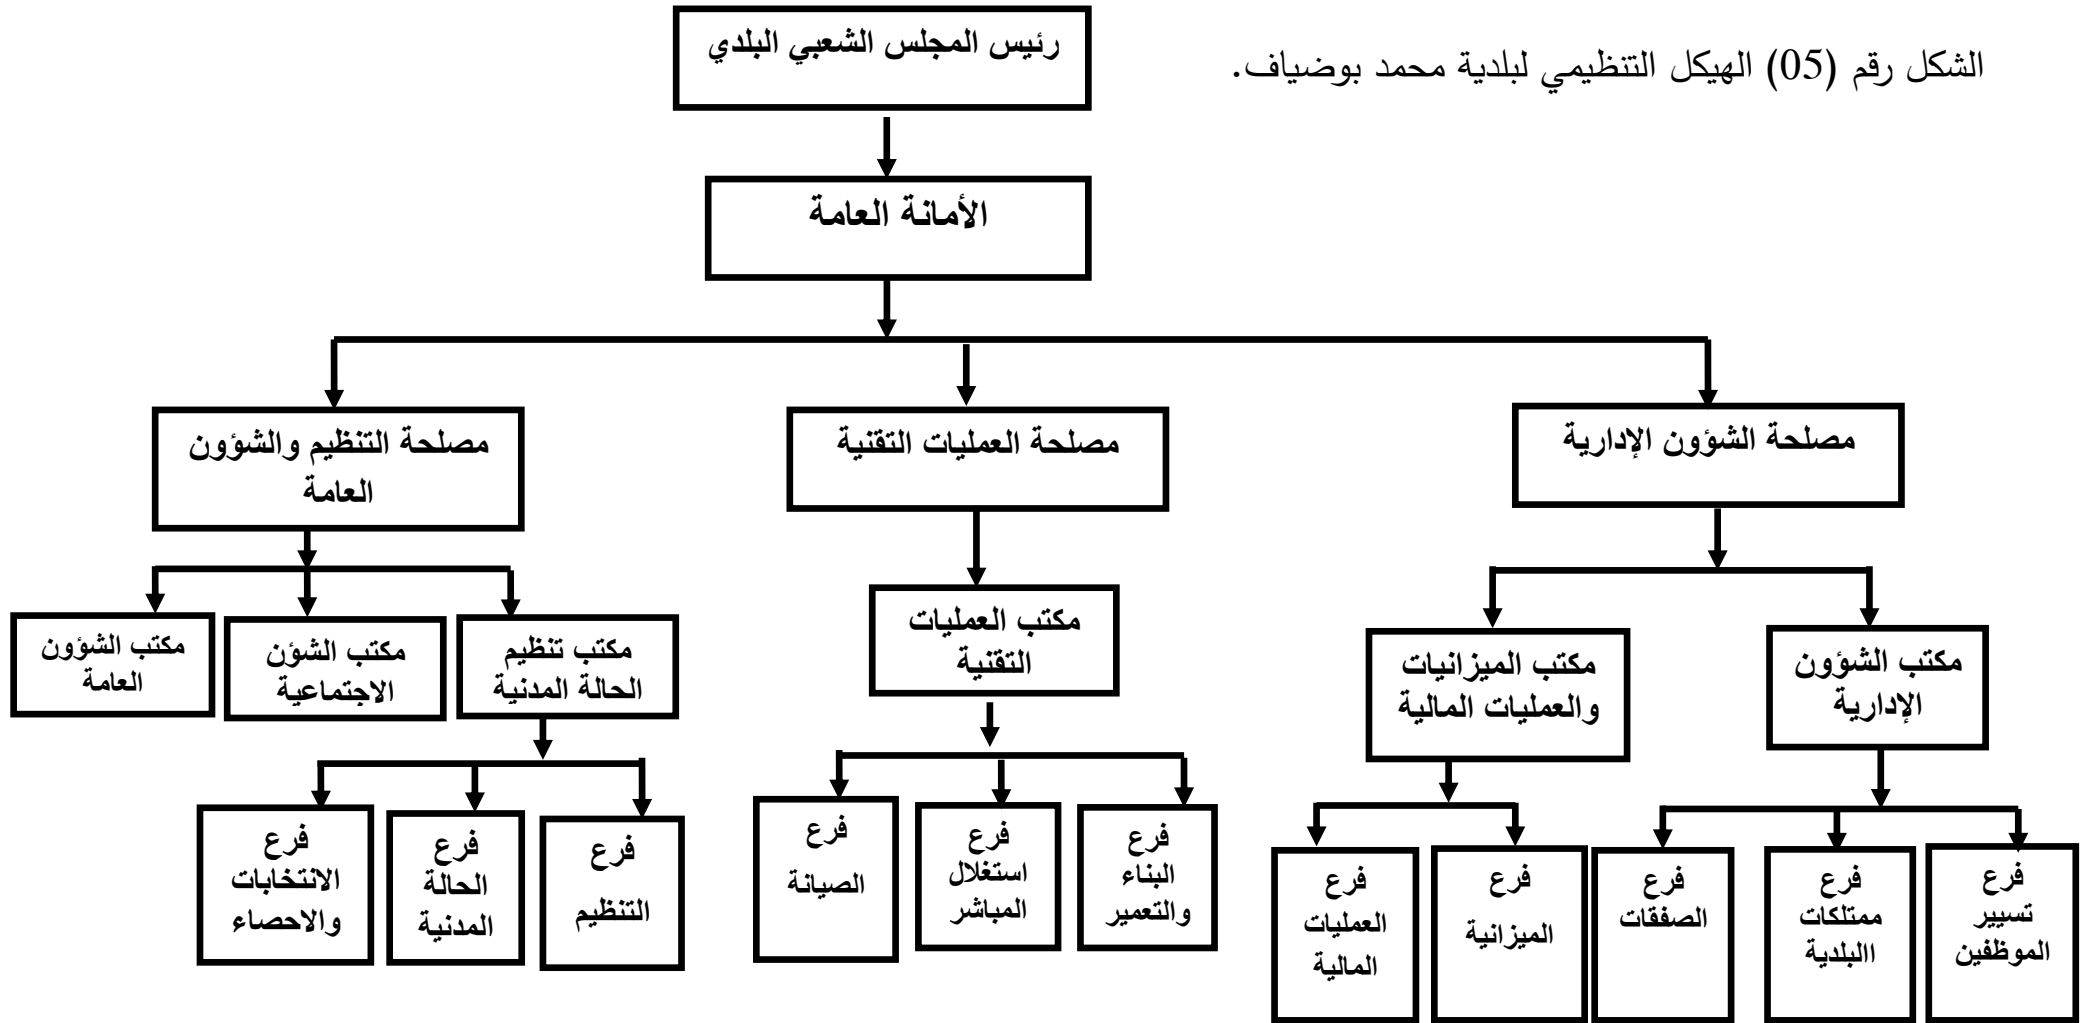 الشكل رقم (05) الهيكل التنظيمي لبلدية محمد بوضياف.
رئيس المجلس الشعبي البلدي
الأمانة العامة
مصلحة الشؤون الإدارية
مصلحة العمليات التقنية
مصلحة التنظيم والشؤون
العامة
مكتب الشؤون
الإدارية
مكتب الميزانيات
والعمليات المالية
مكتب العمليات
التقنية
مكتب تنظيم
الحالة المدنية
مكتب الشؤن
الاجتماعية
مكتب الشؤون
العامة
فرع
تسيير
الموظفين
فرع
ممتلكات
االبلدية
فرع
الصفقات
فرع
الميزانية
فرع
العمليات
المالية
فرع
البناء
والتعمير
فرع
استغلال
المباشر
فرع
الصيانة
فرع
التنظيم
فرع
الحالة
المدنية
فرع
الانتخابات
والاحصاء